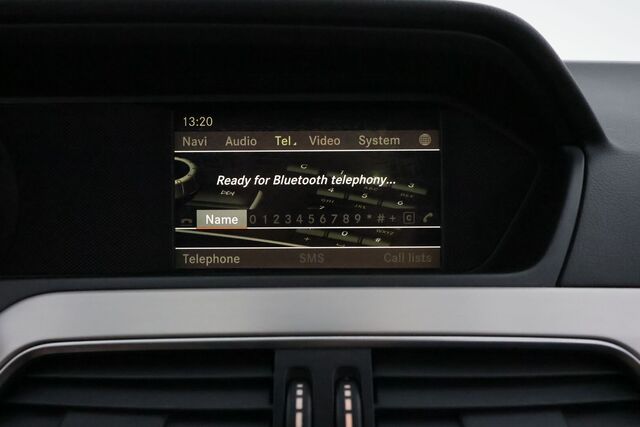 13:20
Navi Audio Tel Video System
Ready for Bluetooth telephony...
Name 0 1 2 3 4 5 6 7 8 9 * # + C
Telephone SMS Call lists